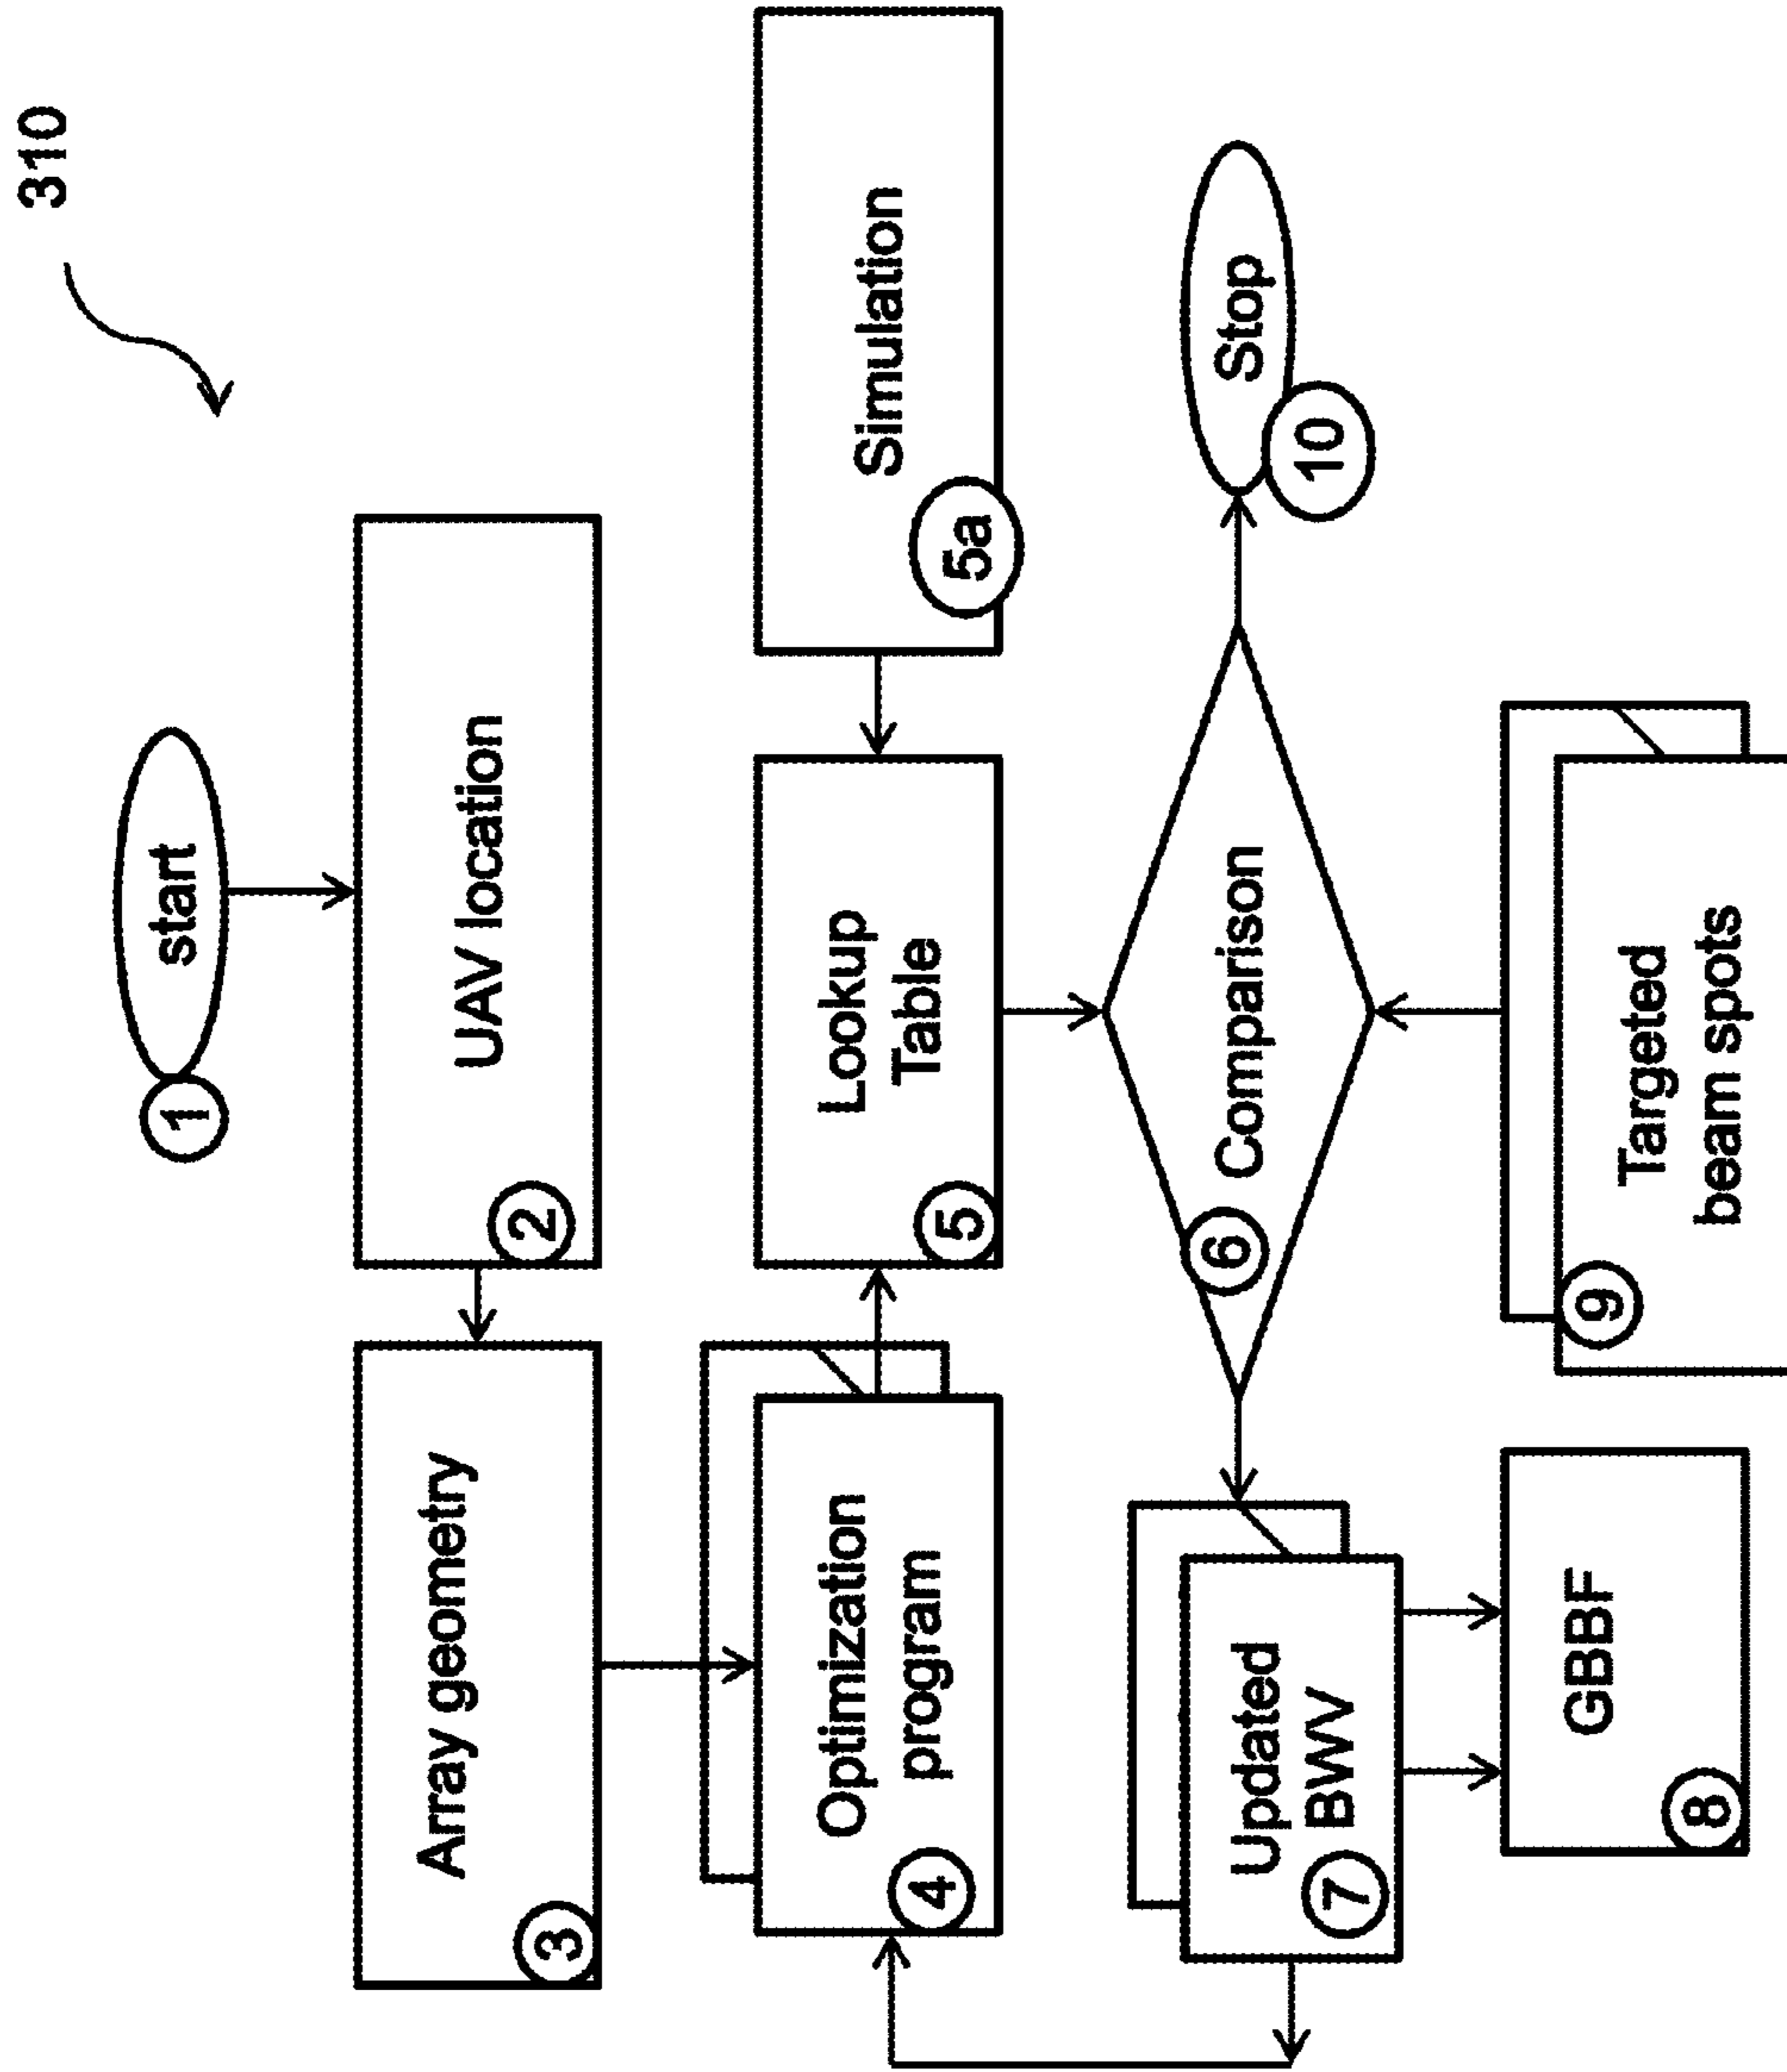 310
1
start
2
UAV location
3
Array geometry
4
Optimization
program
5
Lookup
Table
5a
Simulation
6
Comparison
10
Stop
7
Updated
BWV
8
GBBF
9
Targeted
beam spots